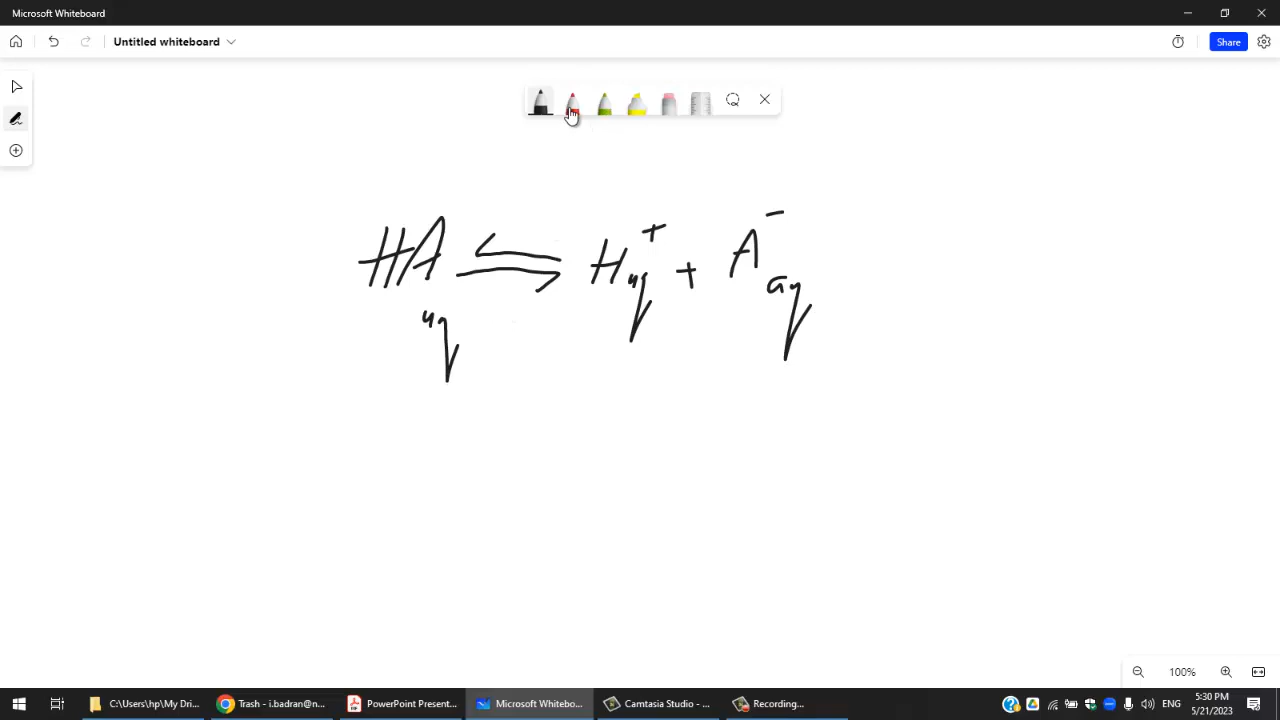 Microsoft Whiteboard
Untitled whiteboard
Share
HA aq ⇌ H⁺ aq + A⁻ aq
100%
C:\Users\hp\My Dri...
Trash - i.badran@n...
PowerPoint Present...
Microsoft Whitebo...
Camtasia Studio - ...
Recording...
ENG
5:30 PM
5/21/2023